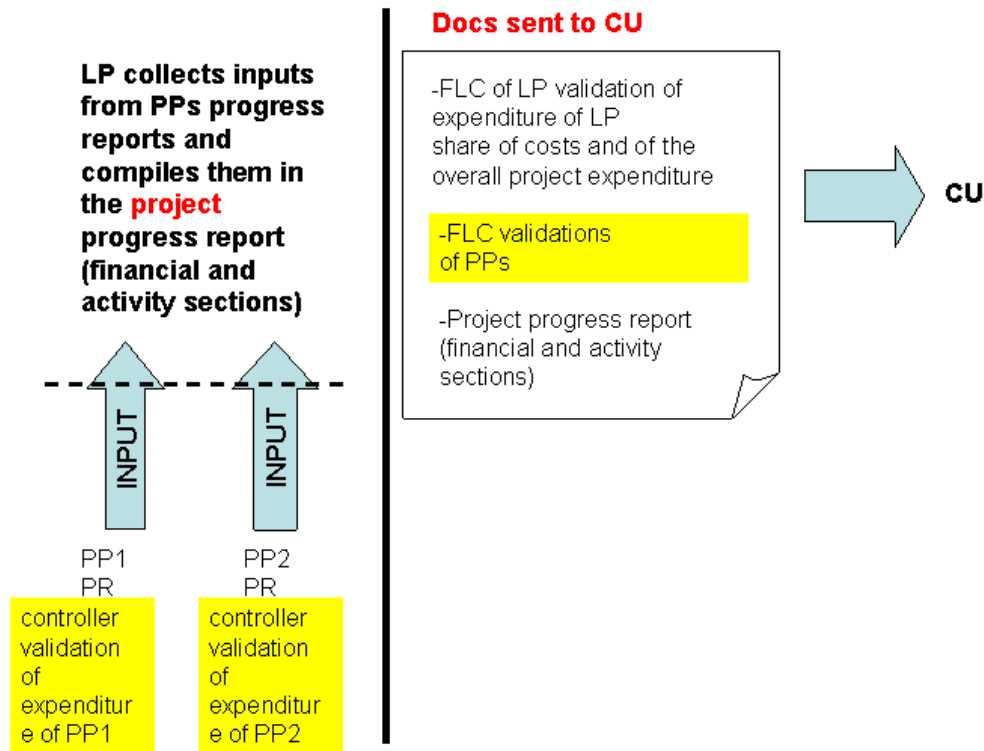 LP collects inputs
from PPs progress
reports and
compiles them in
the project
progress report
(financial and
activity sections)
INPUT
INPUT
PP1
PR
controller
validation
of
expenditur
e of PP1
PP2
PR
controller
validation
of
expenditur
e of PP2
Docs sent to CU
-FLC of LP validation of
expenditure of LP
share of costs and of the
overall project expenditure
-FLC validations
of PPs
-Project progress report
(financial and activity
sections)
CU